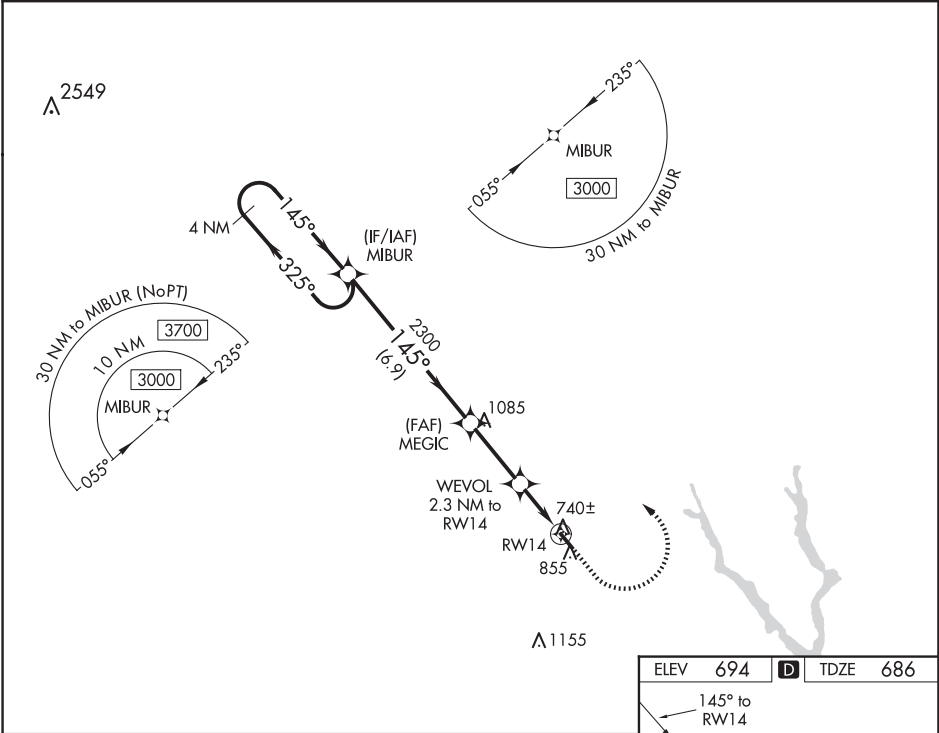 2549
235°
MIBUR
055°
3000
30 NM to MIBUR
4 NM
145°
325°
(IF/IAF)
MIBUR
30 NM to MIBUR (NoPT)
3700
10 NM
3000
235°
MIBUR
055°
2300
145°
(6.9)
(FAF)
MEGIC
1085
WEVOL
2.3 NM to
RW14
740±
RW14
855
1155
ELEV 694 D TDZE 686
145° to
RW14